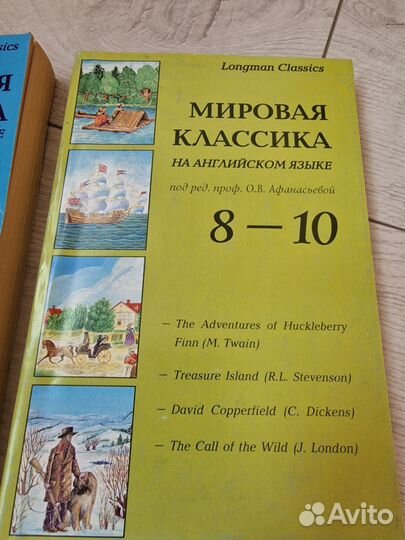 sics
Я
А
Е
Longman Classics
МИРОВАЯ
КЛАССИКА
НА АНГЛИЙСКОМ ЯЗЫКЕ
под ред. проф. О.В. Афанасьевой
8 — 10
— The Adventures of Huckleberry
Finn (M. Twain)
— Treasure Island (R.L. Stevenson)
— David Copperfield (C. Dickens)
— The Call of the Wild (J. London)
Avito